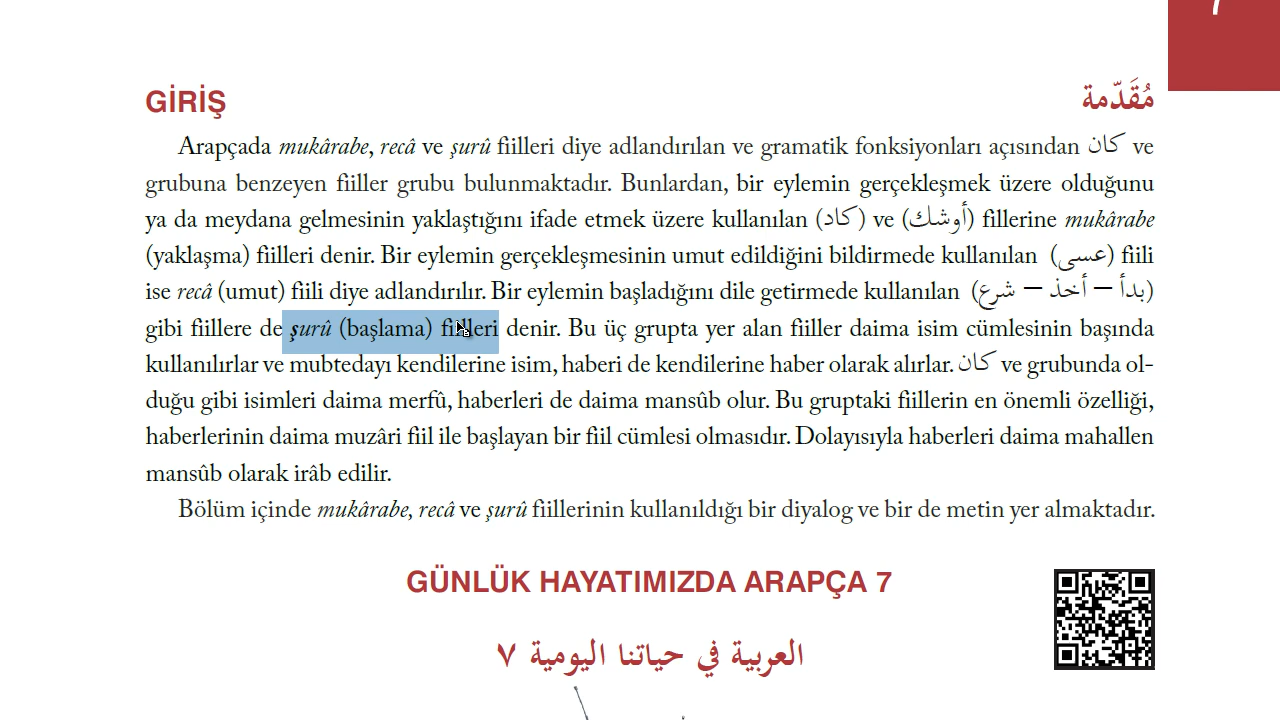 GİRİŞ مُقَدّمة
Arapçada mukârabe, recâ ve şurû fiilleri diye adlandırılan ve gramatik fonksiyonları açısından كان ve
grubuna benzeyen fiiller grubu bulunmaktadır. Bunlardan, bir eylemin gerçekleşmek üzere olduğunu
ya da meydana gelmesinin yaklaştığını ifade etmek üzere kullanılan (كاد) ve (أوشك) fillerine mukârabe
(yaklaşma) fiilleri denir. Bir eylemin gerçekleşmesinin umut edildiğini bildirmede kullanılan (عسى) fiili
ise recâ (umut) fiili diye adlandırılır. Bir eylemin başladığını dile getirmede kullanılan (بدأ – أخذ – شرع)
gibi fiillere de şurû (başlama) fiilleri denir. Bu üç grupta yer alan fiiller daima isim cümlesinin başında
kullanılırlar ve mubtedayı kendilerine isim, haberi de kendilerine haber olarak alırlar. كان ve grubunda ol-
duğu gibi isimleri daima merfû, haberleri de daima mansûb olur. Bu gruptaki fiillerin en önemli özelliği,
haberlerinin daima muzâri fiil ile başlayan bir fiil cümlesi olmasıdır. Dolayısıyla haberleri daima mahallen
mansûb olarak irâb edilir.
Bölüm içinde mukârabe, recâ ve şurû fiillerinin kullanıldığı bir diyalog ve bir de metin yer almaktadır.
GÜNLÜK HAYATIMIZDA ARAPÇA 7
العربية في حياتنا اليومية ٧